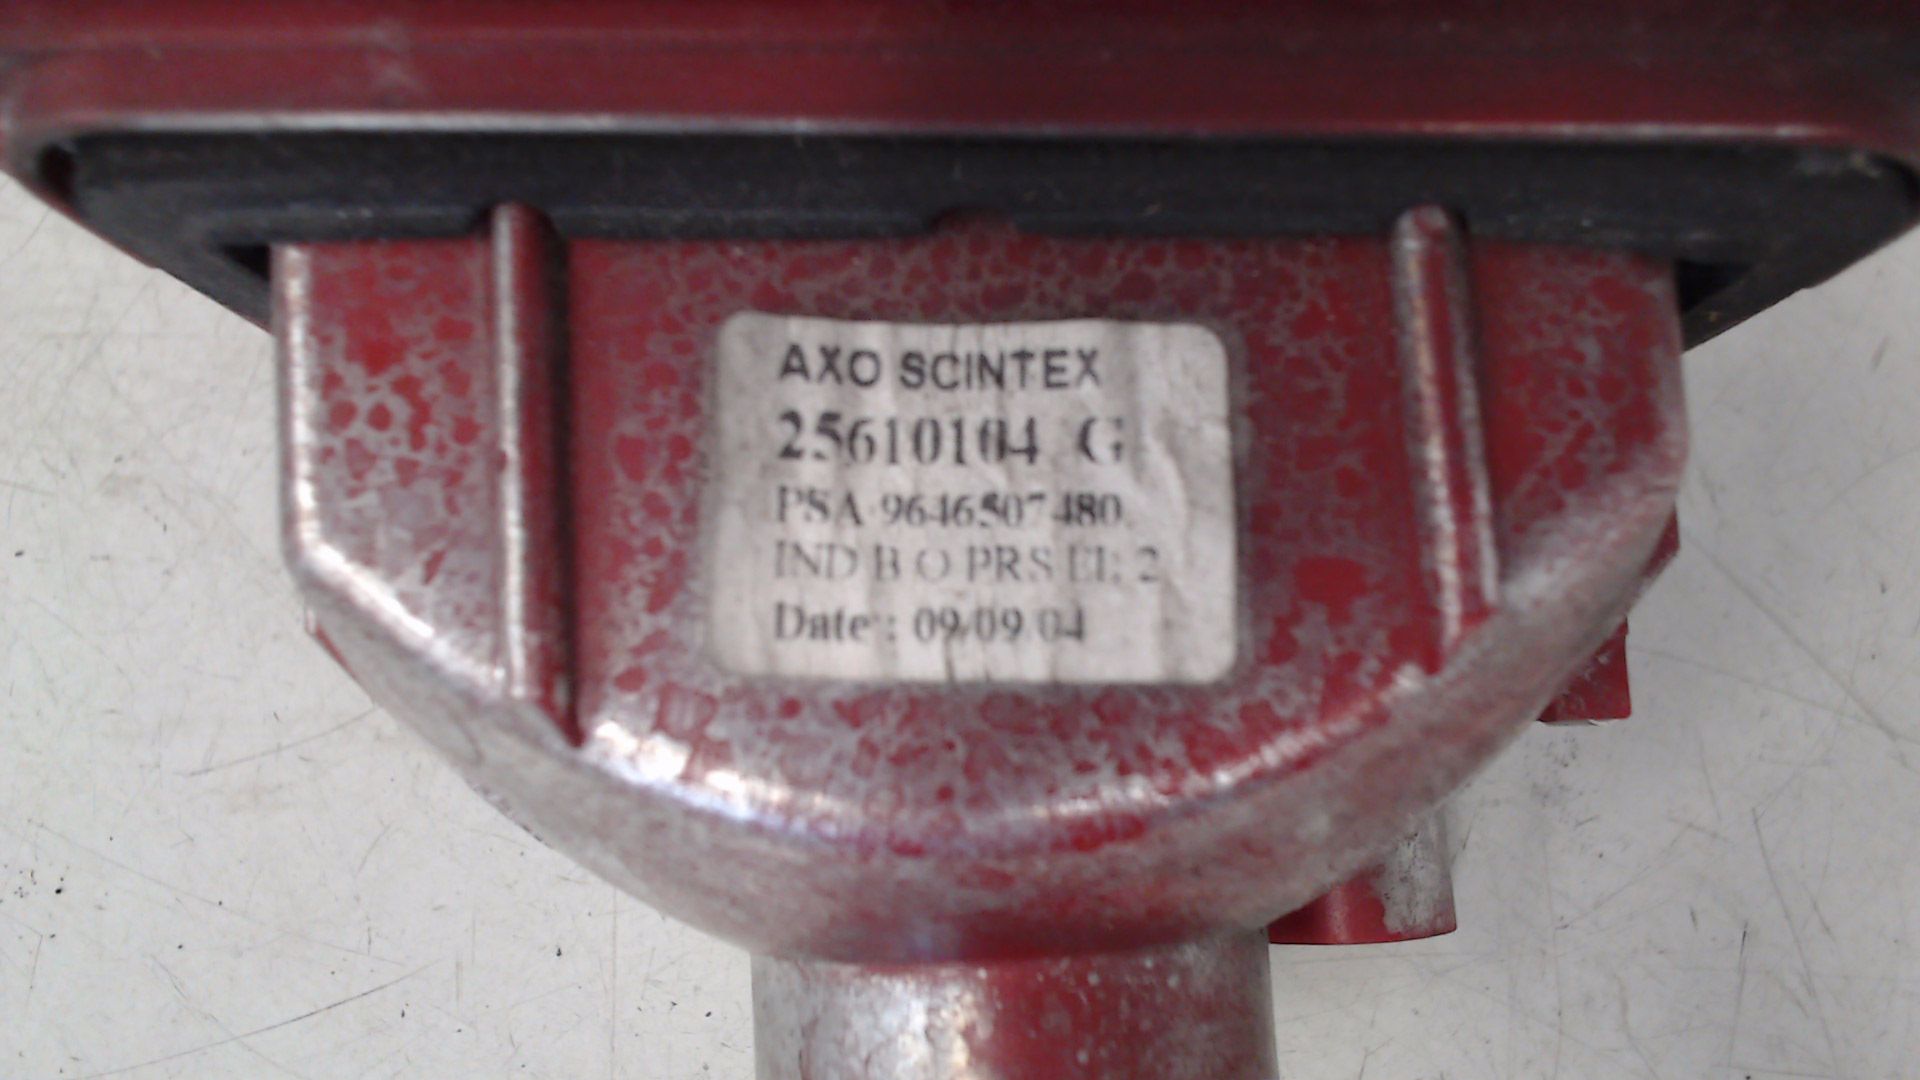 AXO SCINTEX
25610104 G
PSA 9646507480
IND B O PRS EL 2
Date : 09/09/04